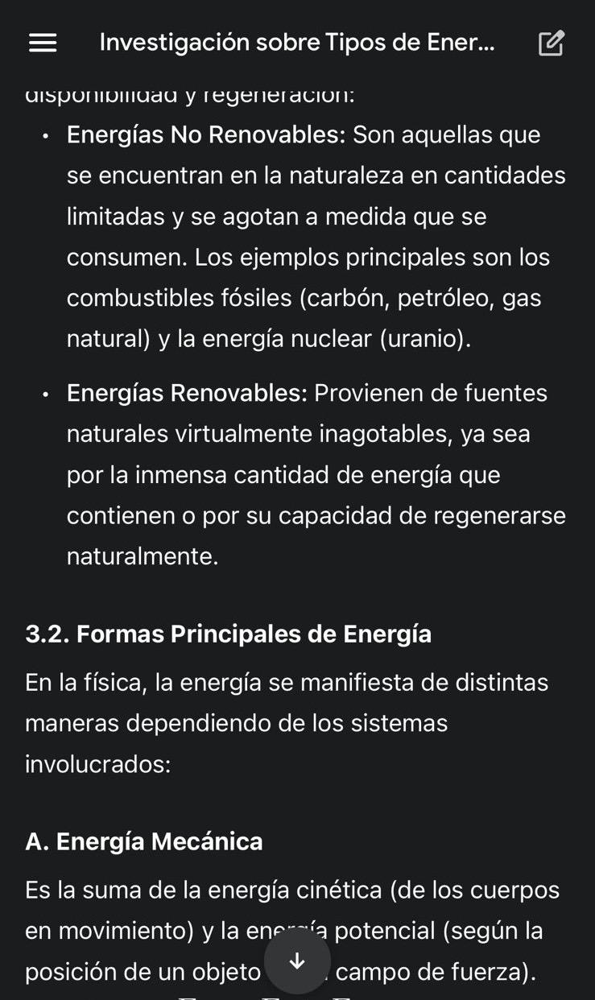 Investigación sobre Tipos de Ener...
disponibilidad y regeneración:
• Energías No Renovables: Son aquellas que
se encuentran en la naturaleza en cantidades
limitadas y se agotan a medida que se
consumen. Los ejemplos principales son los
combustibles fósiles (carbón, petróleo, gas
natural) y la energía nuclear (uranio).
• Energías Renovables: Provienen de fuentes
naturales virtualmente inagotables, ya sea
por la inmensa cantidad de energía que
contienen o por su capacidad de regenerarse
naturalmente.
3.2. Formas Principales de Energía
En la física, la energía se manifiesta de distintas
maneras dependiendo de los sistemas
involucrados:
A. Energía Mecánica
Es la suma de la energía cinética (de los cuerpos
en movimiento) y la energía potencial (según la
posición de un objeto campo de fuerza).